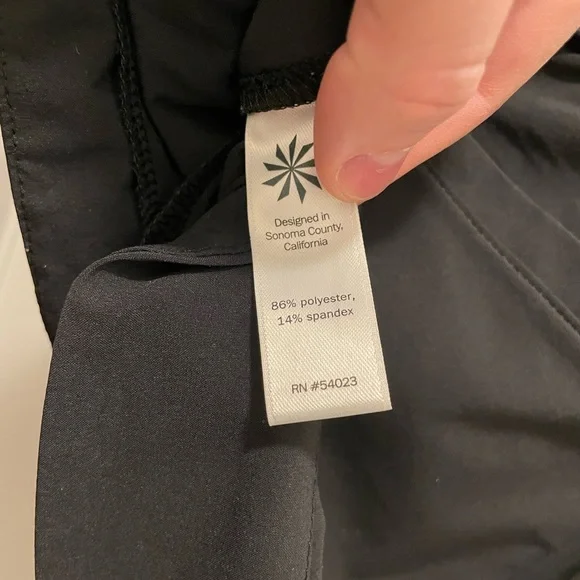 Designed in
Sonoma County,
California
86% polyester,
14% spandex
RN #54023